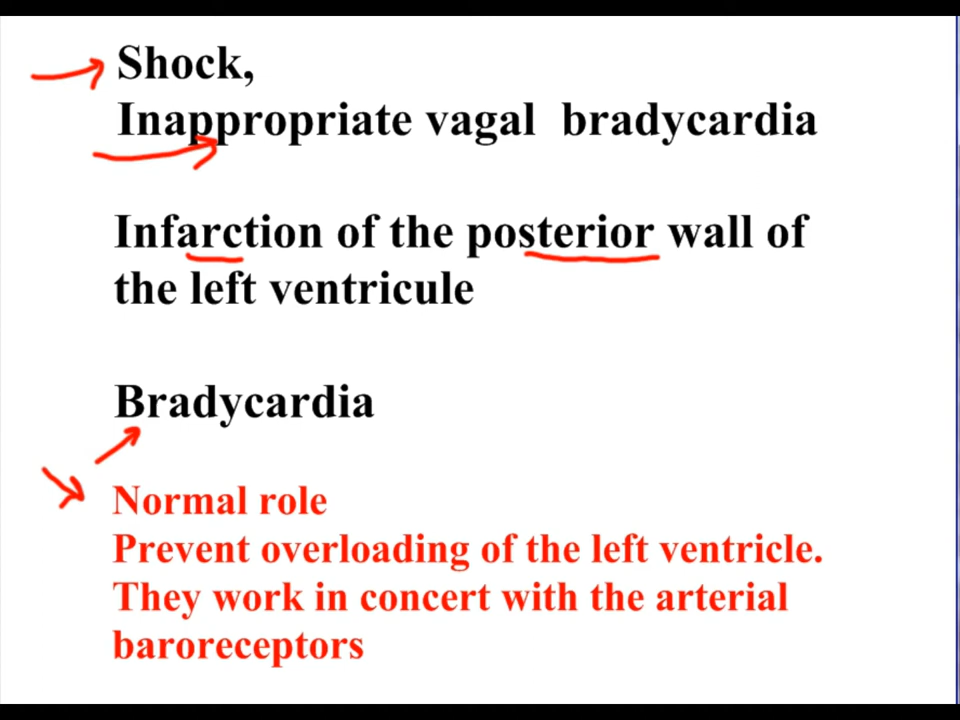 Shock,
Inappropriate vagal bradycardia
Infarction of the posterior wall of
the left ventricule
Bradycardia
Normal role
Prevent overloading of the left ventricle.
They work in concert with the arterial
baroreceptors